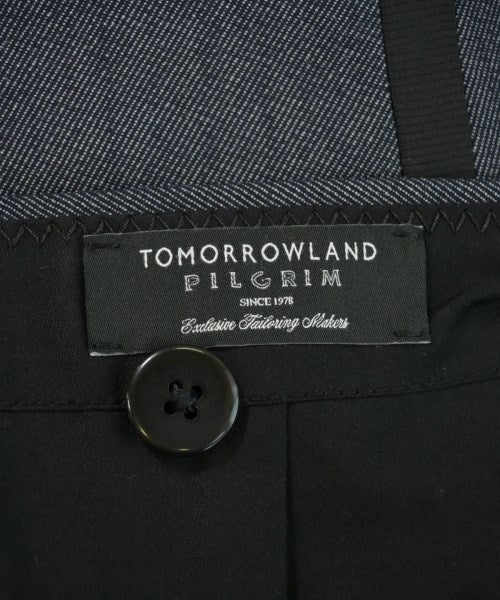 TOMORROWLAND
PILGRIM
SINCE 1978
Exclusive Tailoring Makers